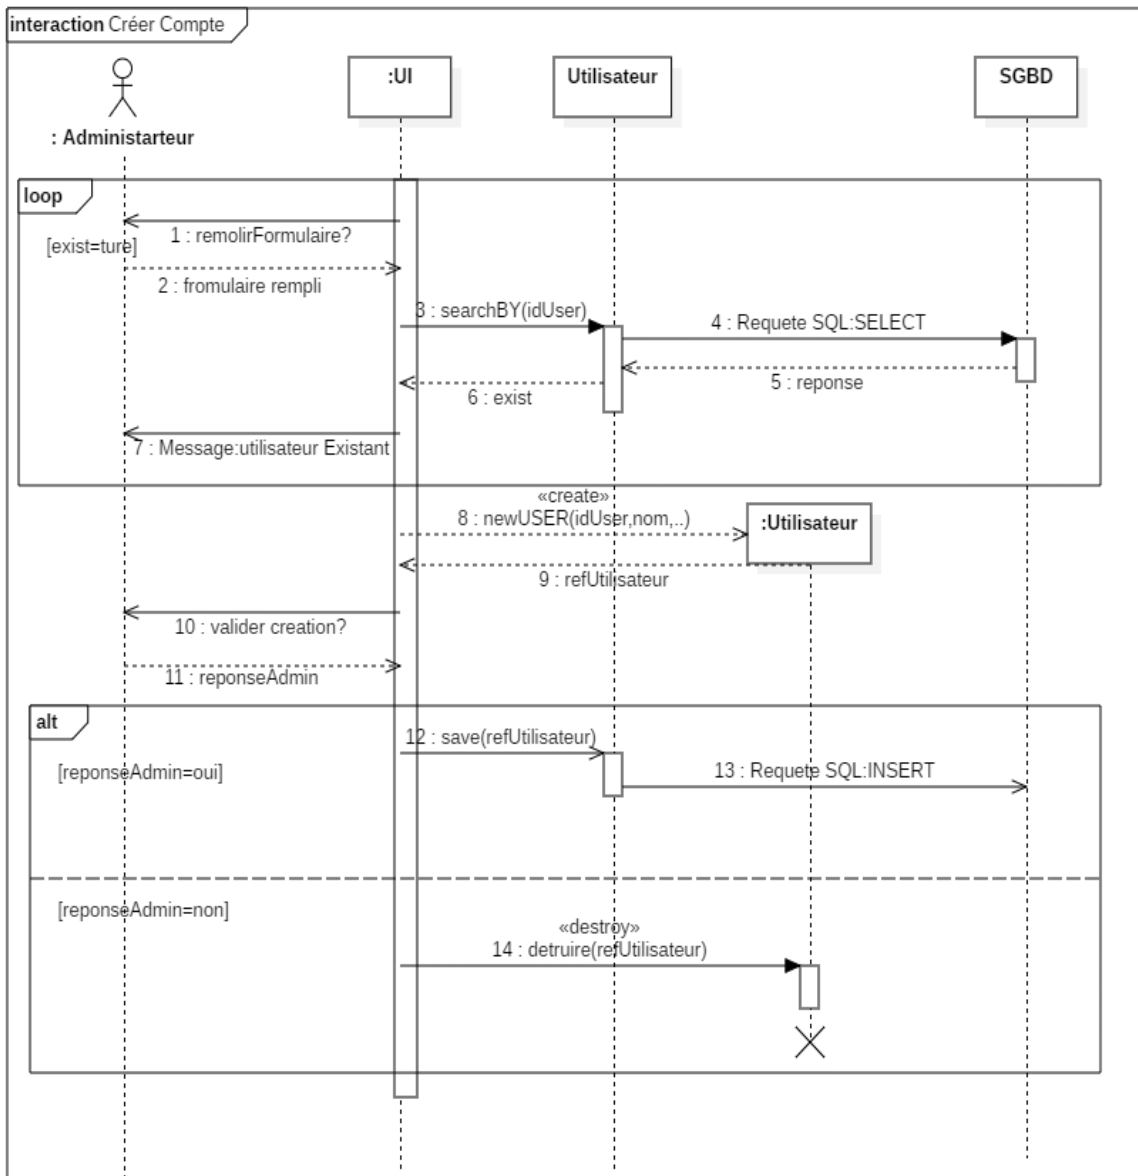 interaction Créer Compte
:UI
Utilisateur
SGBD
: Administarteur
loop
1 : remolirFormulaire?
[exist=ture]
2 : fromulaire rempli
3 : searchBY(idUser)
4 : Requete SQL:SELECT
5 : reponse
6 : exist
7 : Message:utilisateur Existant
«create»
8 : newUSER(idUser,nom,..)
:Utilisateur
9 : refUtilisateur
10 : valider creation?
11 : reponseAdmin
alt
12 : save(refUtilisateur)
[reponseAdmin=oui]
13 : Requete SQL:INSERT
[reponseAdmin=non]
«destroy»
14 : detruire(refUtilisateur)